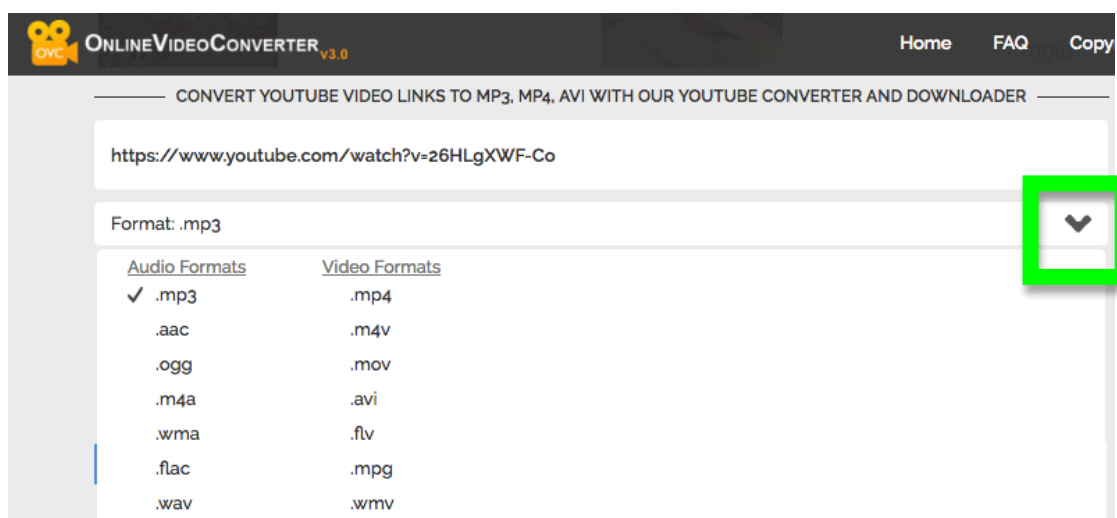 OVC ONLINEVIDEOCONVERTER v3.0 Home FAQ Copy
CONVERT YOUTUBE VIDEO LINKS TO MP3, MP4, AVI WITH OUR YOUTUBE CONVERTER AND DOWNLOADER
https://www.youtube.com/watch?v=26HLgXWF-Co
Format: .mp3
Audio Formats Video Formats
.mp3 .mp4
.aac .m4v
.ogg .mov
.m4a .avi
.wma .flv
.flac .mpg
.wav .wmv